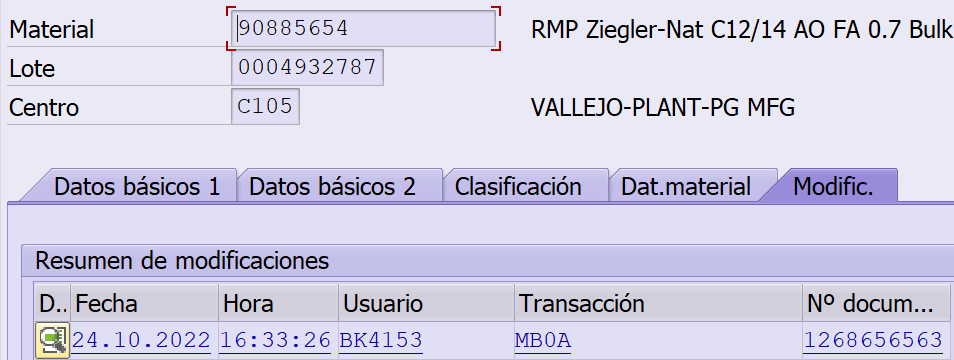 Material 90885654 RMP Ziegler-Nat C12/14 AO FA 0.7 Bulk
Lote 0004932787
Centro C105 VALLEJO-PLANT-PG MFG
Datos básicos 1 Datos básicos 2 Clasificación Dat.material Modific.
Resumen de modificaciones
D.. Fecha Hora Usuario Transacción Nº docum...
24.10.2022 16:33:26 BK4153 MB0A 1268656563